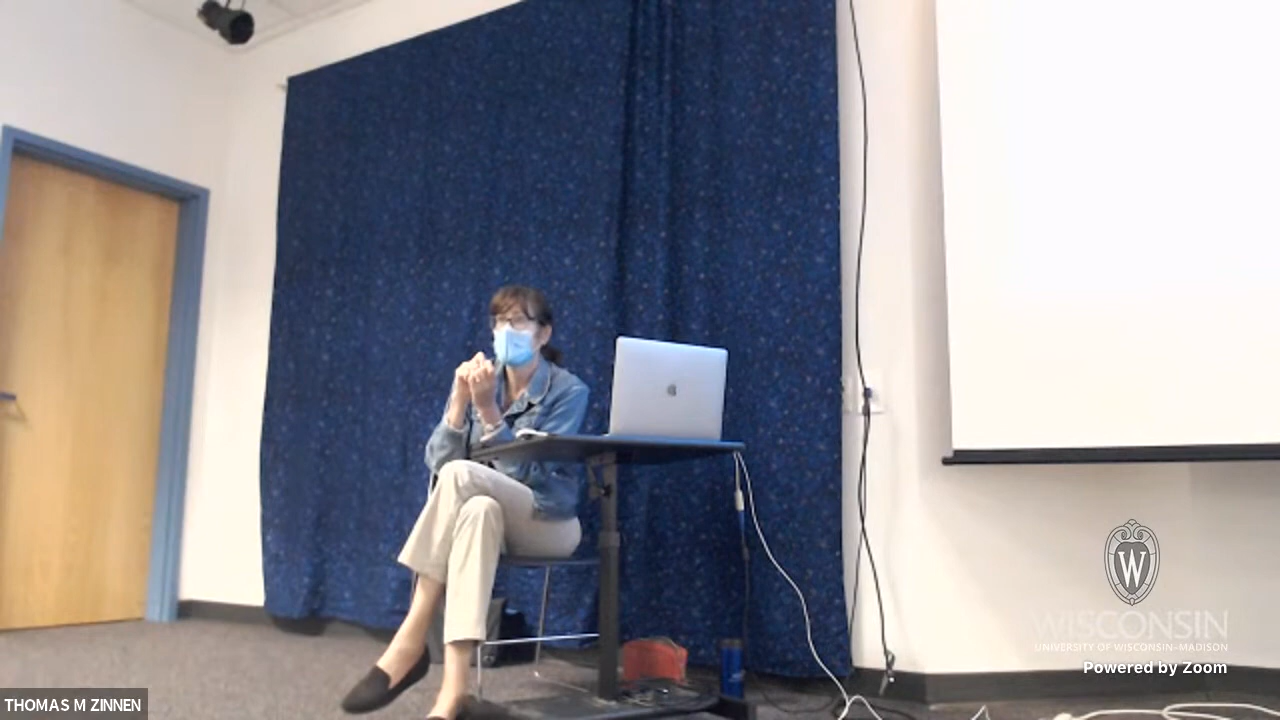 W
WISCONSIN
UNIVERSITY OF WISCONSIN–MADISON
Powered by Zoom
THOMAS M ZINNEN